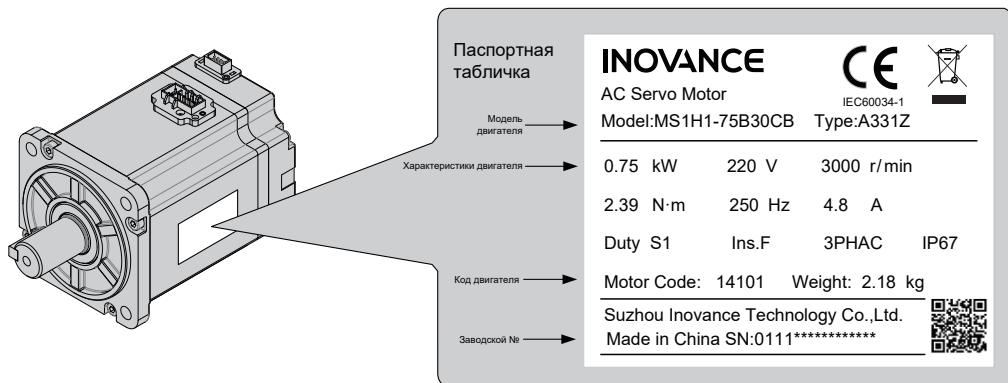 Паспортная
табличка
INOVANCE
CE
AC Servo Motor
IEC60034-1
Модель
двигателя
Model:MS1H1-75B30CB Type:A331Z
Характеристики двигателя
0.75 kW 220 V 3000 r/min
2.39 N·m 250 Hz 4.8 A
Duty S1 Ins.F 3PHAC IP67
Код двигателя
Motor Code: 14101 Weight: 2.18 kg
Suzhou Inovance Technology Co.,Ltd.
Заводской №
Made in China SN:0111************